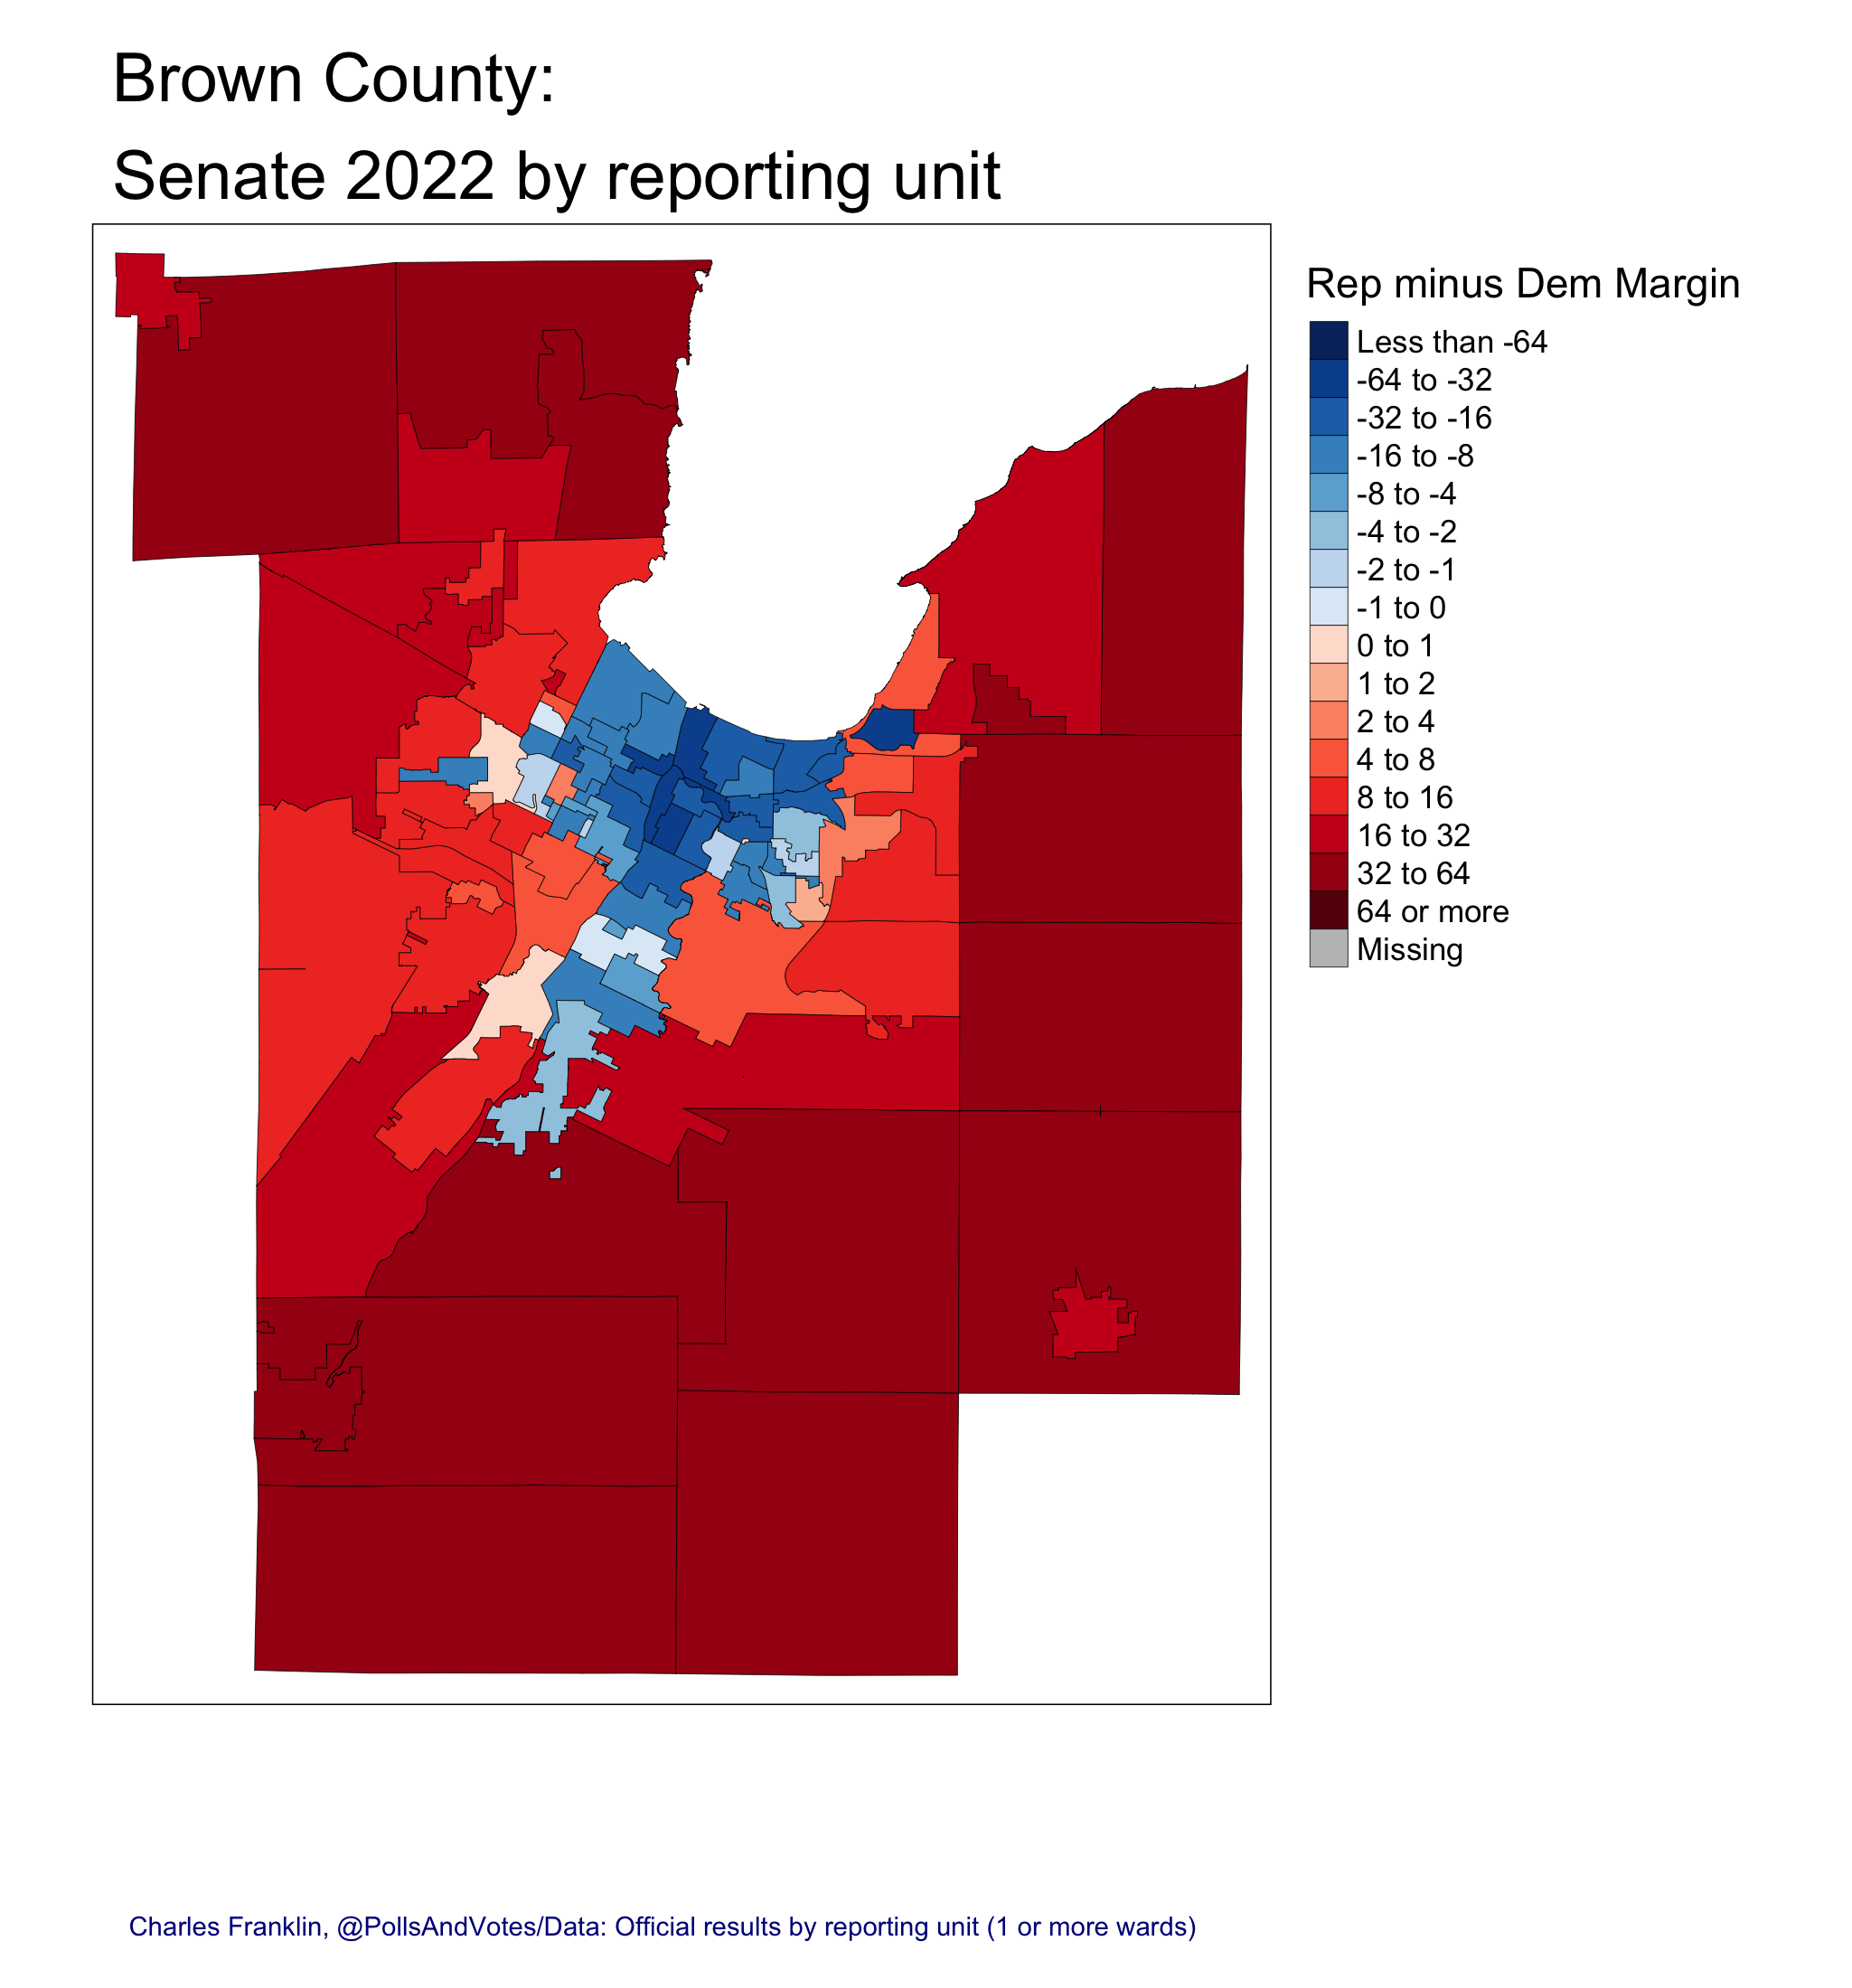 Brown County:
Senate 2022 by reporting unit
Rep minus Dem Margin
Less than -64
-64 to -32
-32 to -16
-16 to -8
-8 to -4
-4 to -2
-2 to -1
-1 to 0
0 to 1
1 to 2
2 to 4
4 to 8
8 to 16
16 to 32
32 to 64
64 or more
Missing
Charles Franklin, @PollsAndVotes/Data: Official results by reporting unit (1 or more wards)